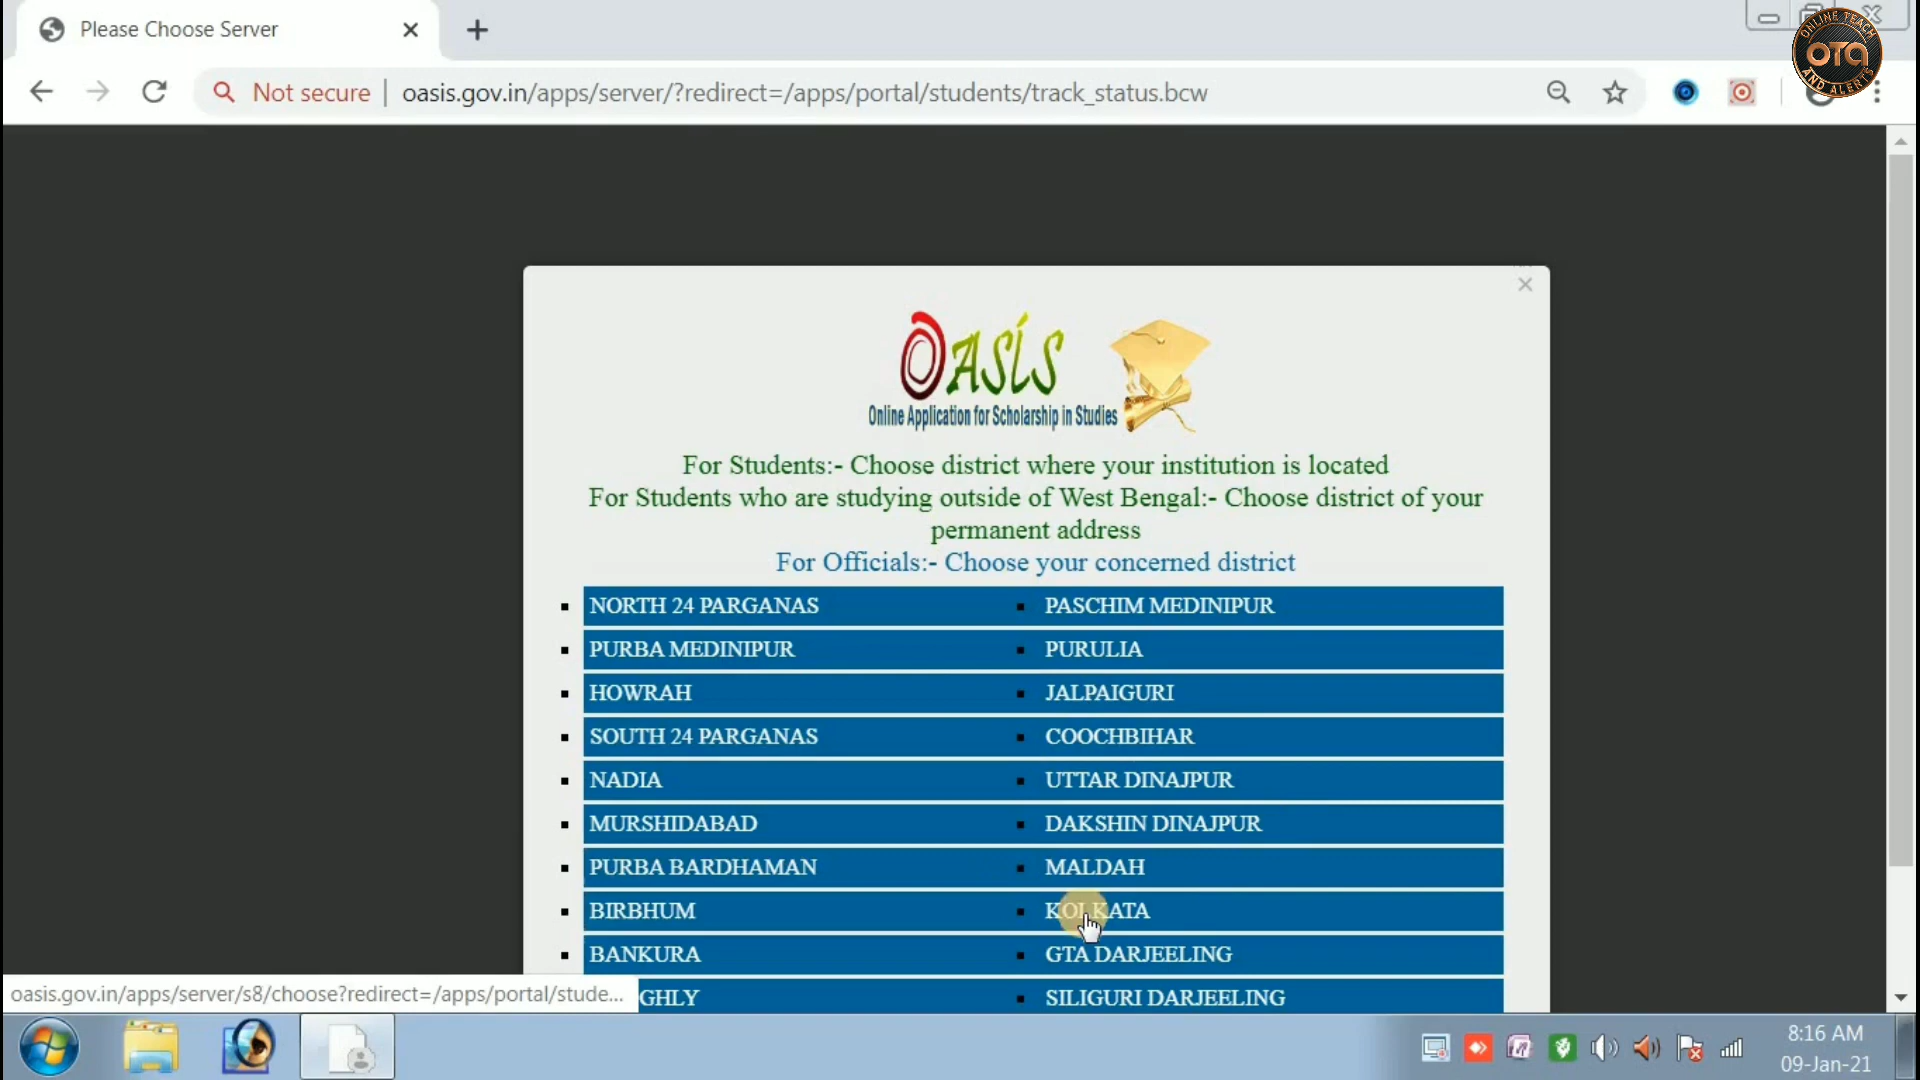 Please Choose Server
ONLINE TEACH
OTA
AND ALERTS
Not secure | oasis.gov.in/apps/server/?redirect=/apps/portal/students/track_status.bcw
OASIS
Online Application for Scholarship in Studies
For Students:- Choose district where your institution is located
For Students who are studying outside of West Bengal:- Choose district of your
permanent address
For Officials:- Choose your concerned district
NORTH 24 PARGANAS PASCHIM MEDINIPUR
PURBA MEDINIPUR PURULIA
HOWRAH JALPAIGURI
SOUTH 24 PARGANAS COOCHBIHAR
NADIA UTTAR DINAJPUR
MURSHIDABAD DAKSHIN DINAJPUR
PURBA BARDHAMAN MALDAH
BIRBHUM KOLKATA
BANKURA GTA DARJEELING
GHLY SILIGURI DARJEELING
oasis.gov.in/apps/server/s8/choose?redirect=/apps/portal/stude...
8:16 AM
09-Jan-21